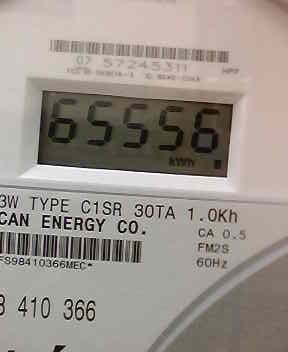 07 57245311
65556
kWh
3W TYPE C1SR 30TA 1.0Kh
CAN ENERGY CO.
CA 0.5
FM2S
60Hz
FS98410366MEC*
8 410 366